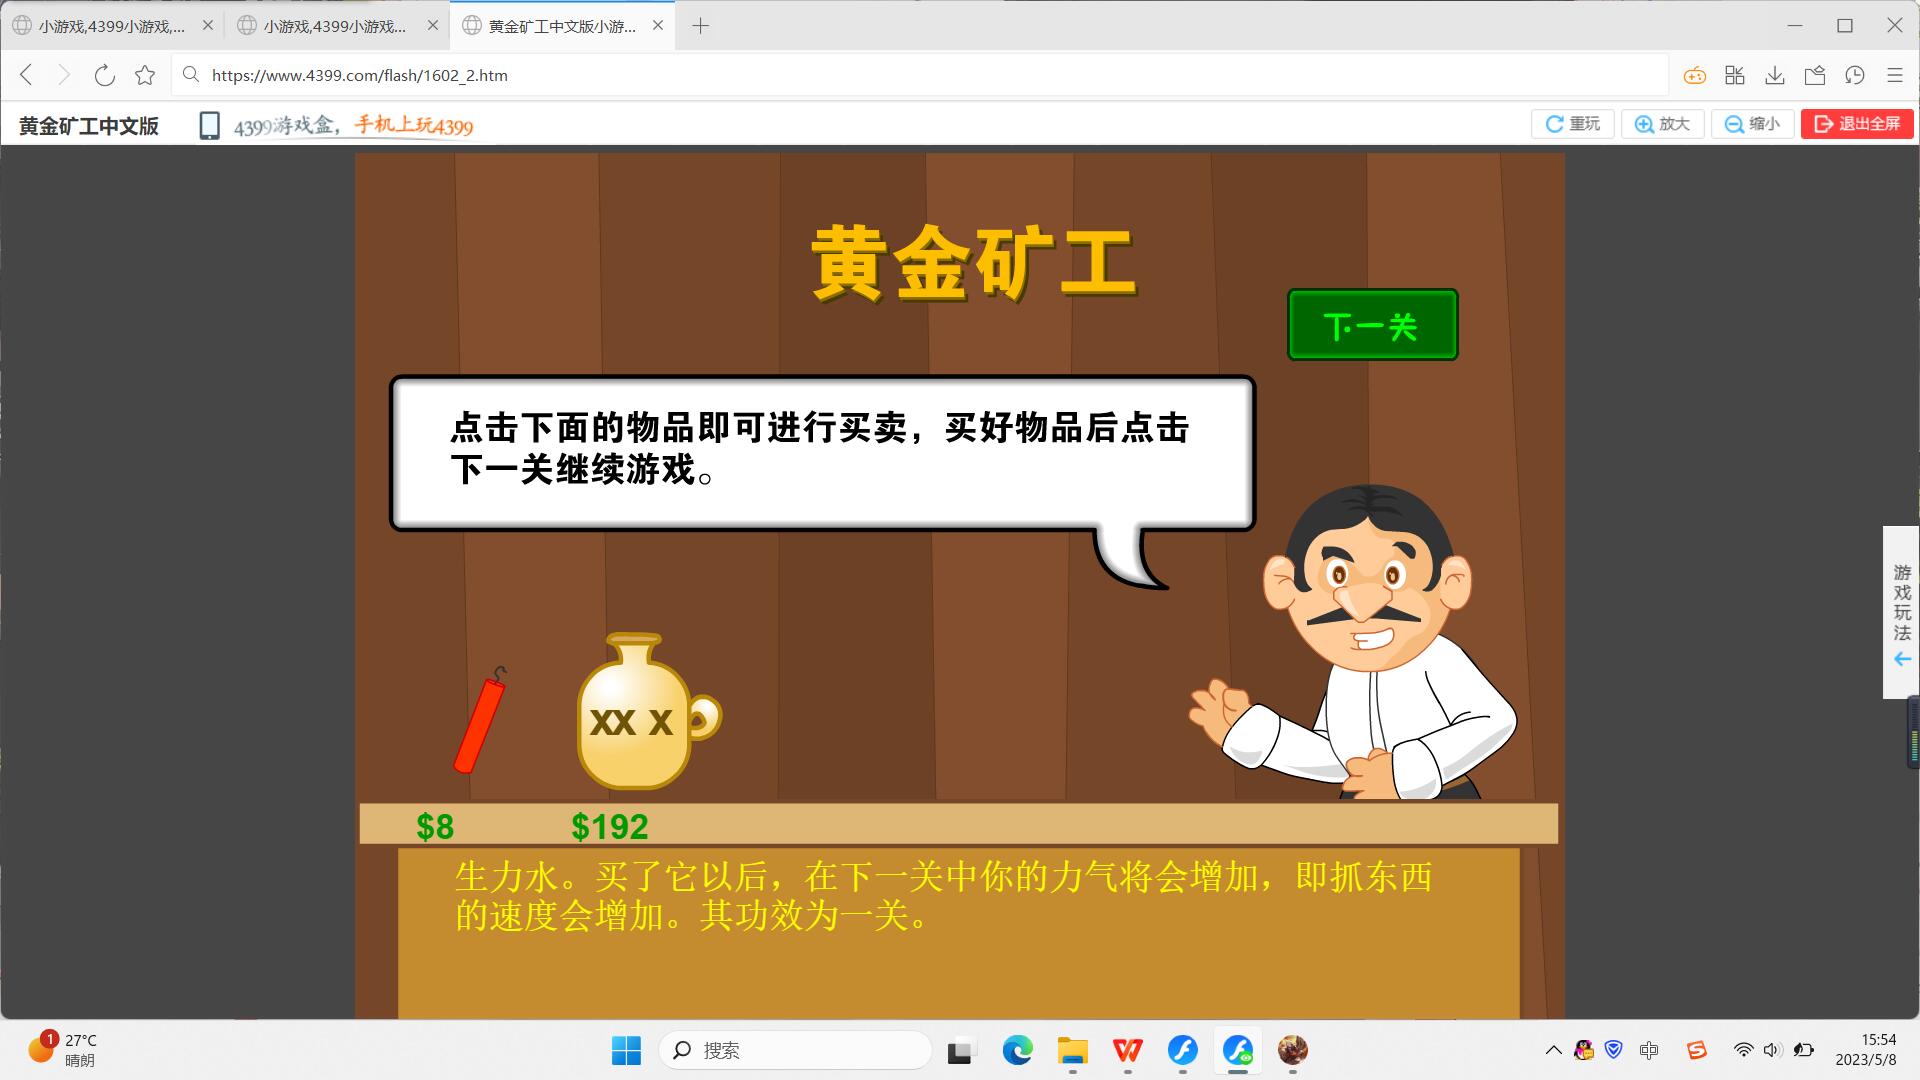 小游戏,4399小游戏,...
小游戏,4399小游戏...
黄金矿工中文版小游...
https://www.4399.com/flash/1602_2.htm
黄金矿工中文版
4399游戏盒，手机上玩4399
重玩
放大
缩小
退出全屏
黄金矿工
下一关
点击下面的物品即可进行买卖，买好物品后点击
下一关继续游戏。
游戏玩法
XX X
$8
$192
生力水。买了它以后，在下一关中你的力气将会增加，即抓东西
的速度会增加。其功效为一关。
1
27°C
晴朗
搜索
中
15:54
2023/5/8